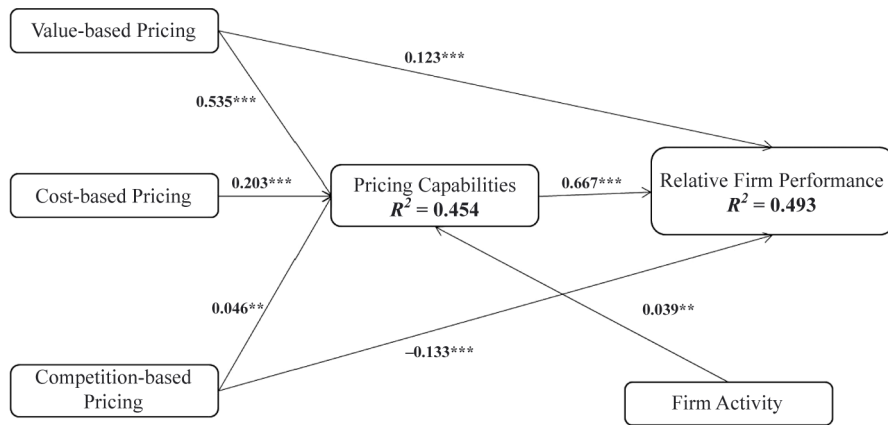 Value-based Pricing
0.123***
0.535***
Cost-based Pricing
0.203***
Pricing Capabilities
R² = 0.454
0.667***
Relative Firm Performance
R² = 0.493
0.046**
0.039**
−0.133***
Competition-based
Pricing
Firm Activity